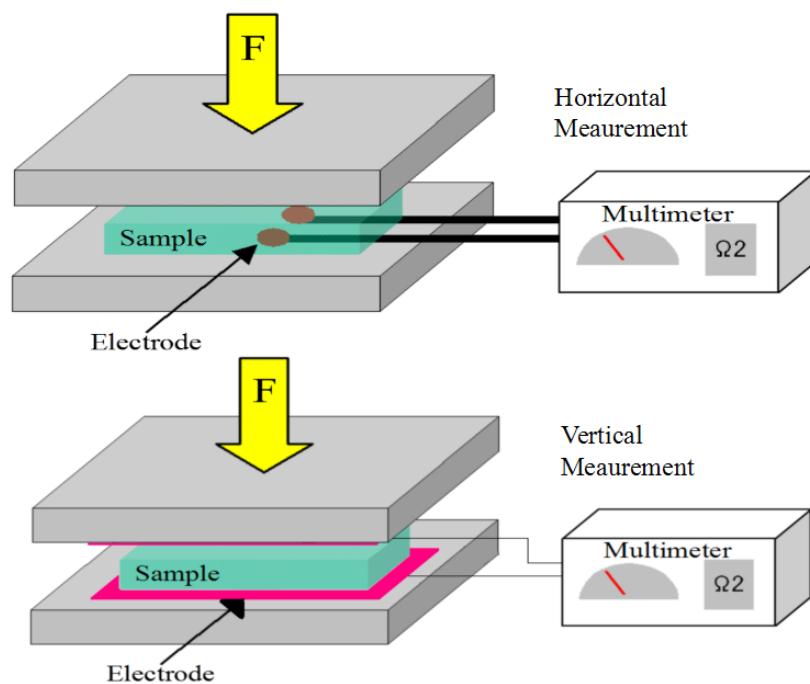 F
Horizontal
Meaurement
Multimeter
Sample
Ω2
Electrode
F
Vertical
Meaurement
Multimeter
Sample
Ω2
Electrode